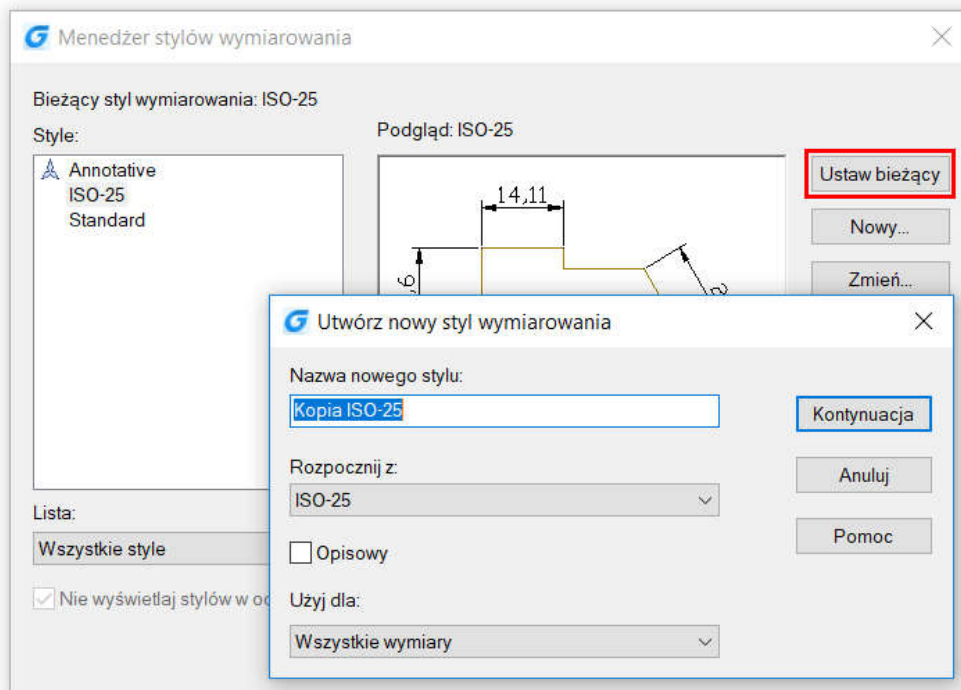 Menedżer stylów wymiarowania
Bieżący styl wymiarowania: ISO-25
Style:
Annotative
ISO-25
Standard
Podgląd: ISO-25
14,11
Ustaw bieżący
Nowy...
Zmień...
Utwórz nowy styl wymiarowania
Nazwa nowego stylu:
Kopia ISO-25
Kontynuacja
Rozpocznij z:
ISO-25
Anuluj
Opisowy
Pomoc
Użyj dla:
Wszystkie wymiary
Lista:
Wszystkie style
Nie wyświetlaj stylów w